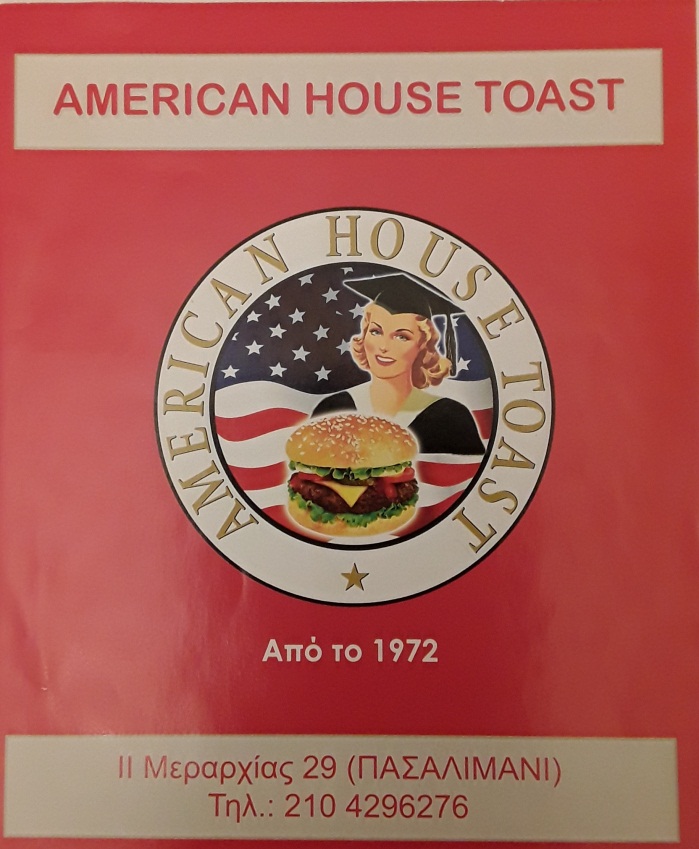 AMERICAN HOUSE TOAST
AMERICAN HOUSE TOAST
Από το 1972
ΙΙ Μεραρχίας 29 (ΠΑΣΑΛΙΜΑΝΙ)
Τηλ.: 210 4296276